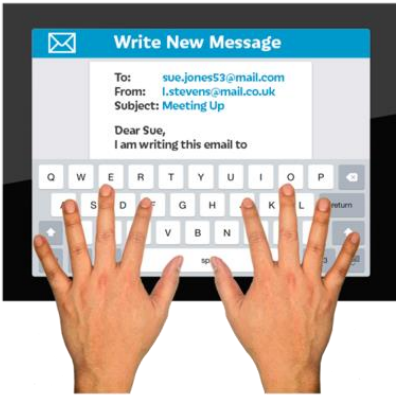 Write New Message
To: sue.jones53@mail.com
From: l.stevens@mail.co.uk
Subject: Meeting Up
Dear Sue,
I am writing this email to
Q W E R T Y U I O P
S D G H K L return
V B N